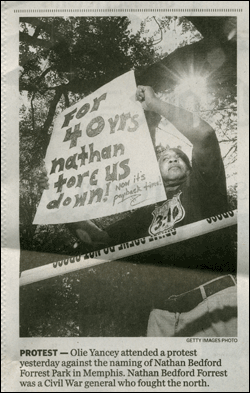 For
40 YRS
nathan
tore us
down!
NOW it's
payback time.
GETTY IMAGES PHOTO
PROTEST — Olie Yancey attended a protest
yesterday against the naming of Nathan Bedford
Forrest Park in Memphis. Nathan Bedford Forrest
was a Civil War general who fought the north.